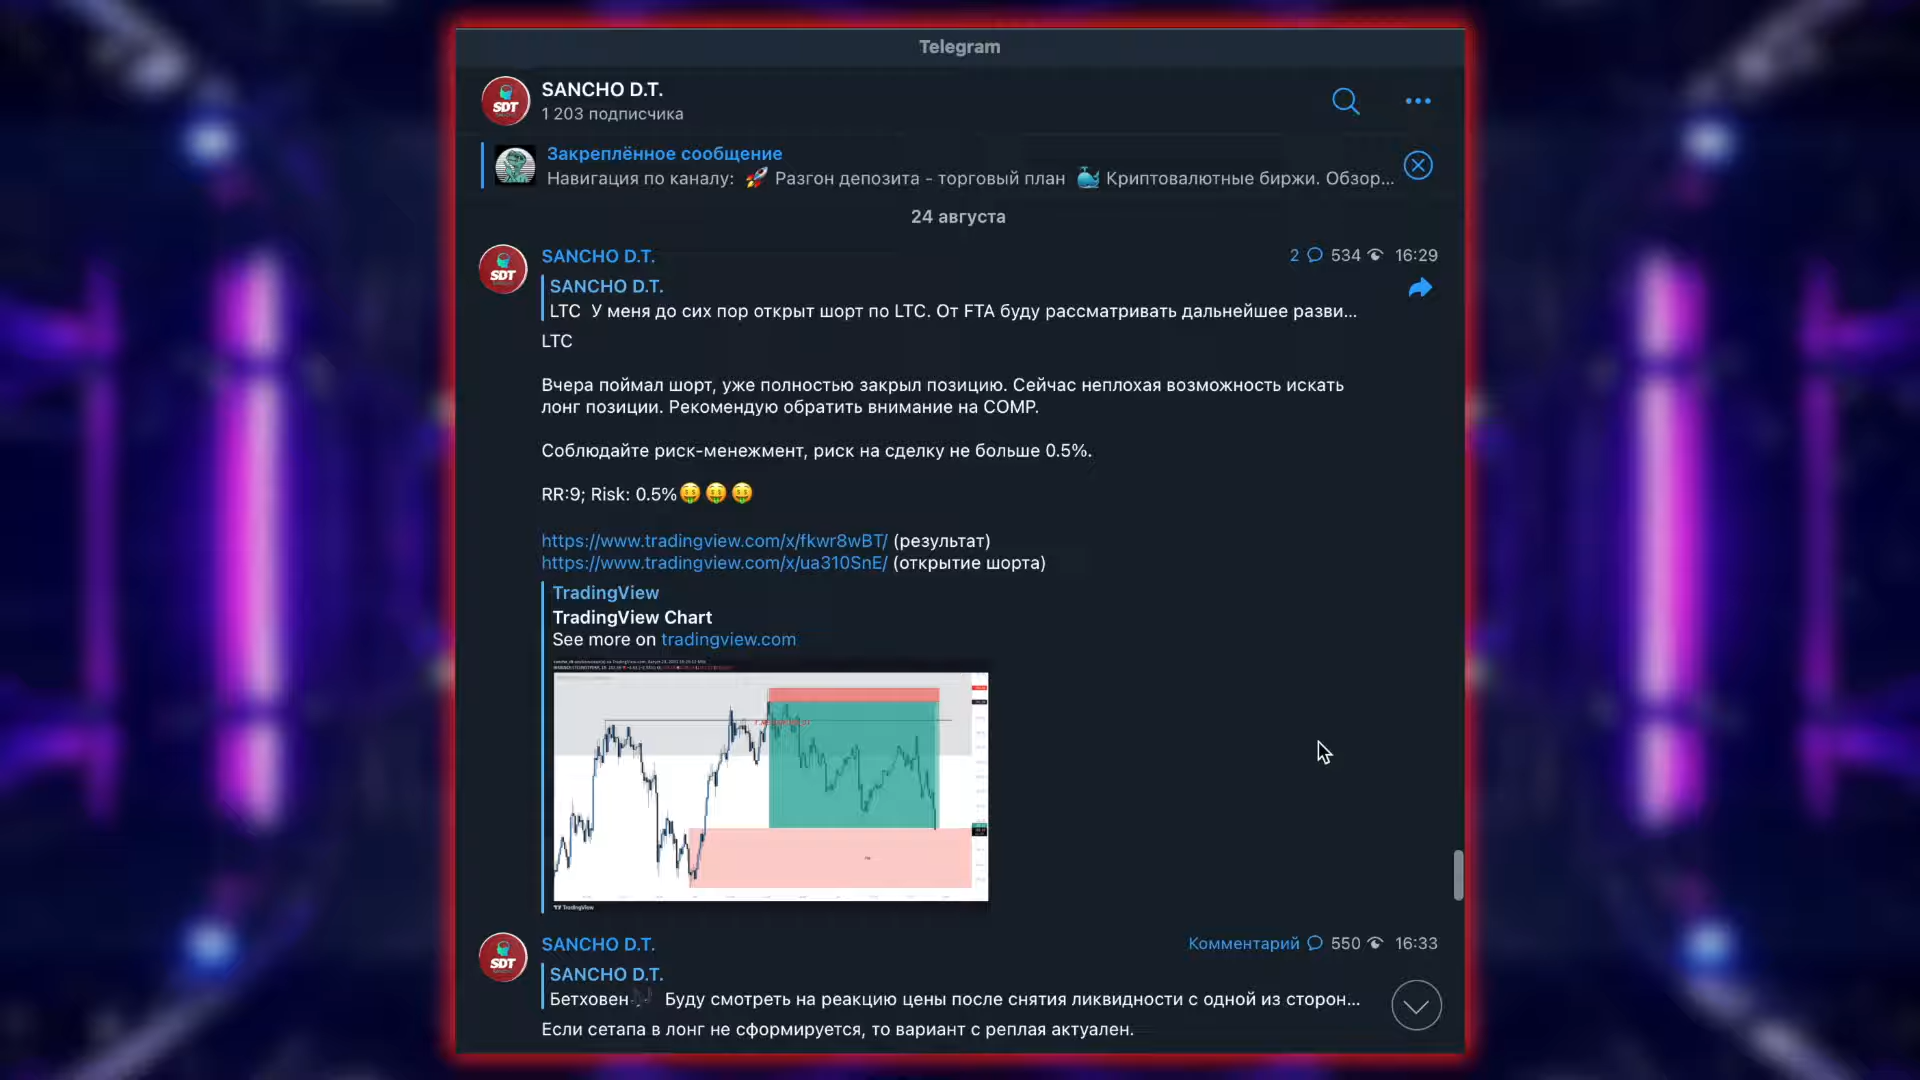 Telegram
SANCHO D.T.
1 203 подписчика
Закреплённое сообщение
Навигация по каналу: 🚀 Разгон депозита - торговый план 🐳 Криптовалютные биржи. Обзор...
24 августа
SDT
SANCHO D.T.
2 534 16:29
SANCHO D.T.
LTC У меня до сих пор открыт шорт по LTC. От FTA буду рассматривать дальнейшее разви...
LTC
Вчера поймал шорт, уже полностью закрыл позицию. Сейчас неплохая возможность искать
лонг позиции. Рекомендую обратить внимание на COMP.
Соблюдайте риск-менежмент, риск на сделку не больше 0.5%.
RR:9; Risk: 0.5%🤑🤑🤑
https://www.tradingview.com/x/fkwr8wBT/ (результат)
https://www.tradingview.com/x/ua310SnE/ (открытие шорта)
TradingView
TradingView Chart
See more on tradingview.com
TradingView
SDT
SANCHO D.T.
Комментарий 550 16:33
SANCHO D.T.
Бетховен Буду смотреть на реакцию цены после снятия ликвидности с одной из сторон...
Если сетапа в лонг не сформируется, то вариант с реплая актуален.